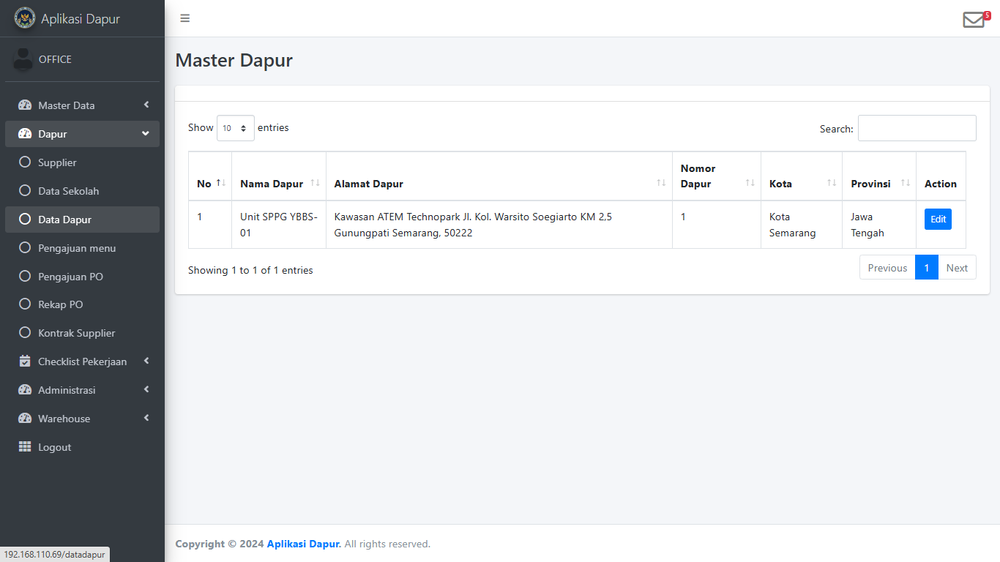 Aplikasi Dapur
5
OFFICE
Master Data
Dapur
Supplier
Data Sekolah
Data Dapur
Pengajuan menu
Pengajuan PO
Rekap PO
Kontrak Supplier
Checklist Pekerjaan
Administrasi
Warehouse
Logout
Master Dapur
Show 10 entries
Search:
No Nama Dapur Alamat Dapur Nomor Dapur Kota Provinsi Action
1 Unit SPPG YBBS-01 Kawasan ATEM Technopark Jl. Kol. Warsito Soegiarto KM 2,5 Gunungpati Semarang, 50222 1 Kota Semarang Jawa Tengah Edit
Showing 1 to 1 of 1 entries
Previous 1 Next
Copyright © 2024 Aplikasi Dapur. All rights reserved.
192.168.110.69/datadapur